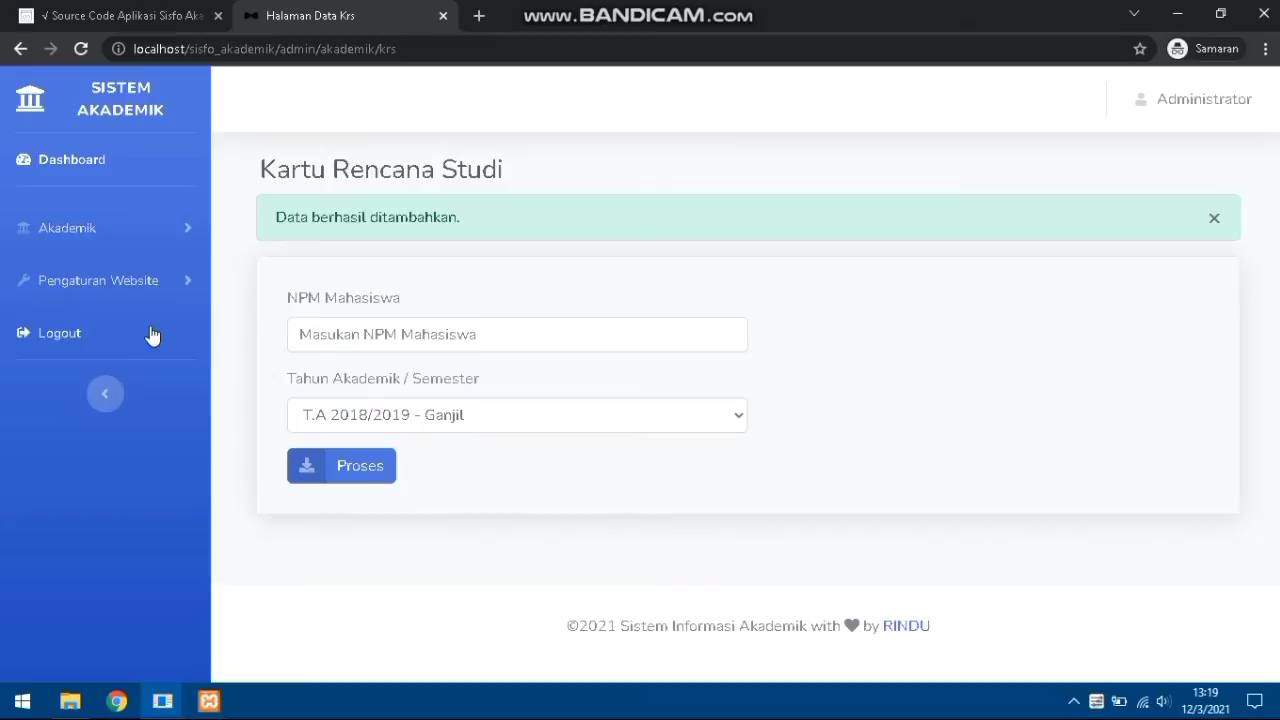 √ Source Code Aplikasi Sisfo Aka
Halaman Data Krs
www.BANDICAM.com
localhost/sisfo_akademik/admin/akademik/krs
Samaran
SISTEM
AKADEMIK
Administrator
Dashboard
Kartu Rencana Studi
Data berhasil ditambahkan.
Akademik
Pengaturan Website
NPM Mahasiswa
Masukan NPM Mahasiswa
Logout
Tahun Akademik / Semester
T.A 2018/2019 - Ganjil
Proses
©2021 Sistem Informasi Akademik with ♥ by RINDU
13:19
12/3/2021